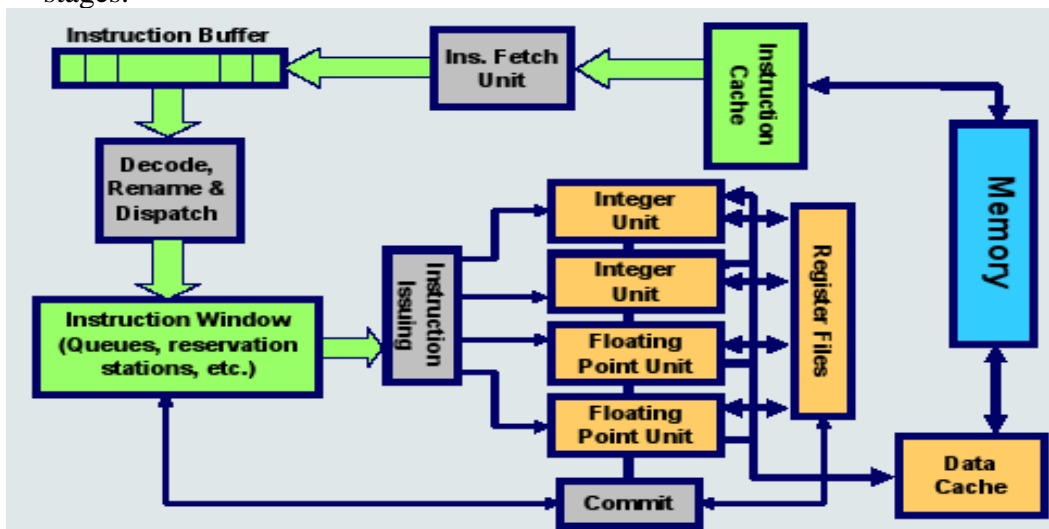 stages.
Instruction Buffer
Ins. Fetch
Unit
Instruction
Cache
Memory
Decode,
Rename &
Dispatch
Integer
Unit
Integer
Unit
Floating
Point Unit
Floating
Point Unit
Register Files
Instruction
Issuing
Instruction Window
(Queues, reservation
stations, etc.)
Commit
Data
Cache